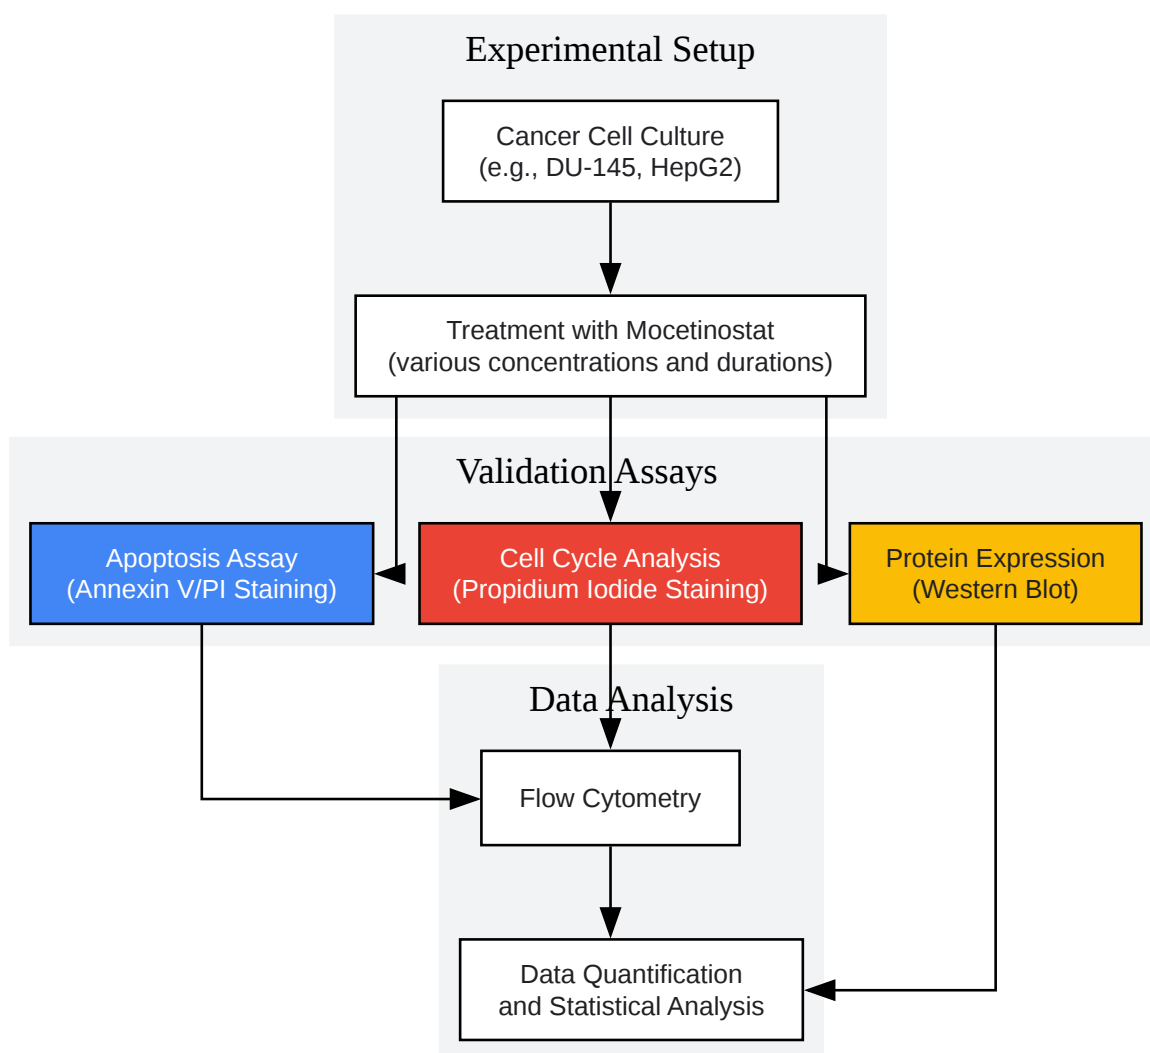 Experimental Setup
Cancer Cell Culture
(e.g., DU-145, HepG2)
Treatment with Mocetinostat
(various concentrations and durations)
Validation Assays
Apoptosis Assay
(Annexin V/PI Staining)
Cell Cycle Analysis
(Propidium Iodide Staining)
Protein Expression
(Western Blot)
Data Analysis
Flow Cytometry
Data Quantification
and Statistical Analysis